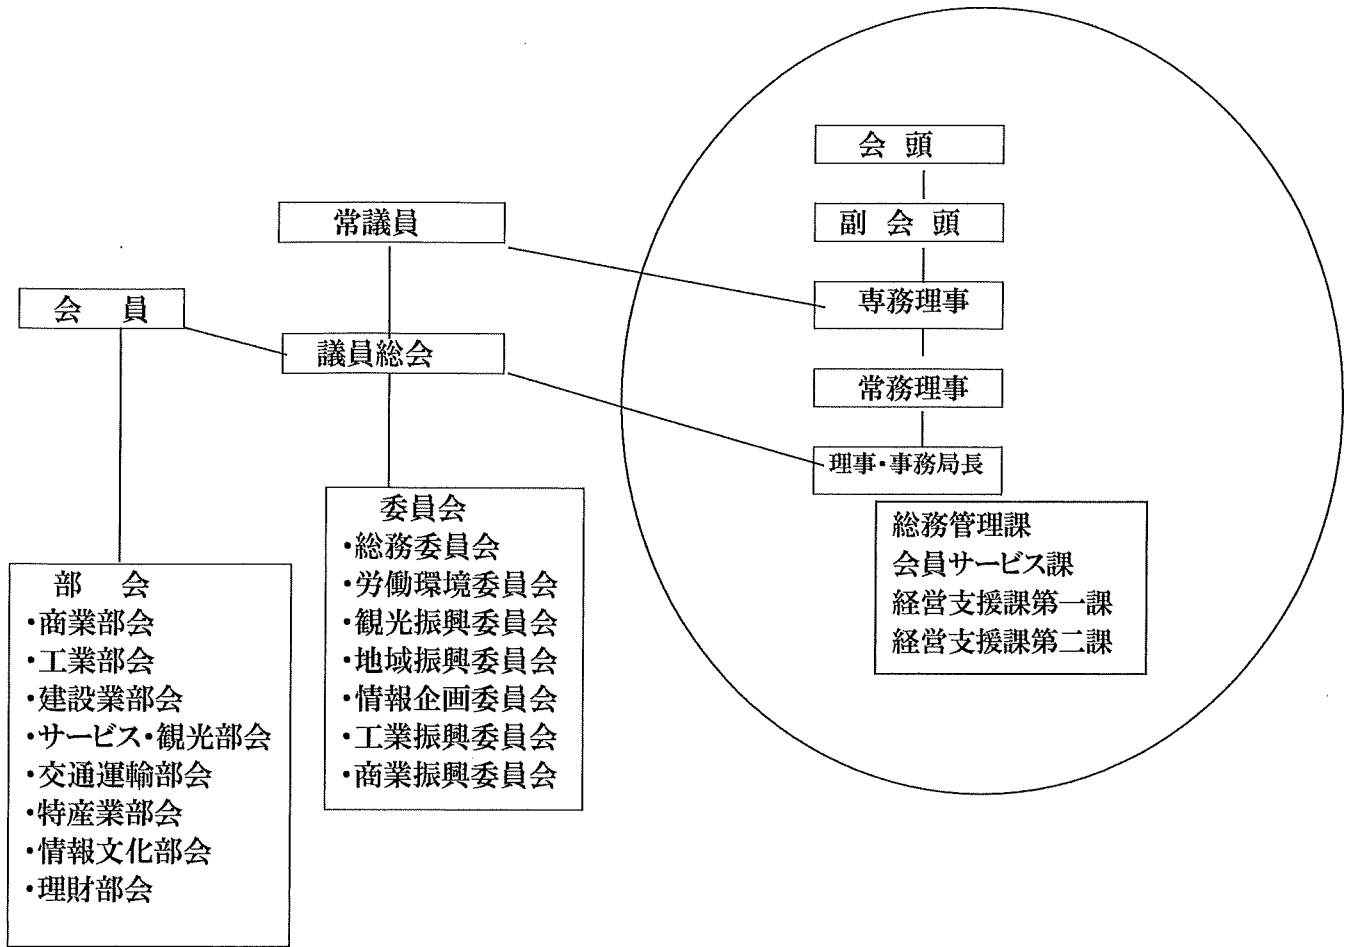 会頭
副会頭
常議員
専務理事
会員
議員総会
常務理事
理事・事務局長
委員会
・総務委員会
・労働環境委員会
・観光振興委員会
・地域振興委員会
・情報企画委員会
・工業振興委員会
・商業振興委員会
総務管理課
会員サービス課
経営支援課第一課
経営支援課第二課
部会
・商業部会
・工業部会
・建設業部会
・サービス・観光部会
・交通運輸部会
・特産業部会
・情報文化部会
・理財部会